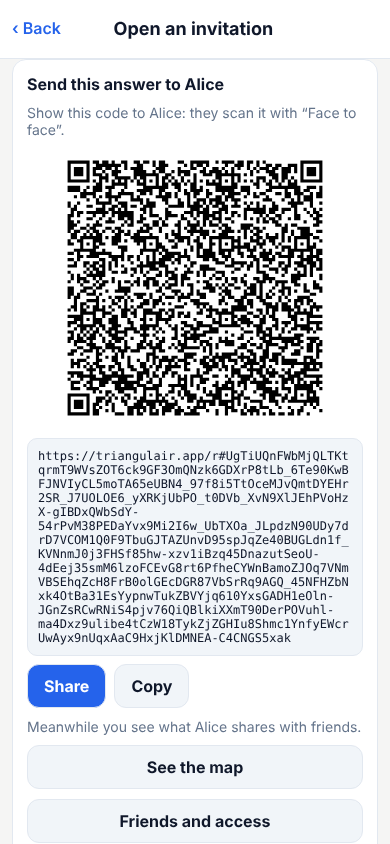 ‹ Back
Open an invitation
Send this answer to Alice
Show this code to Alice: they scan it with “Face to
face”.
https://triangulair.app/r#UgTiUQnFWbMjQLTKt
qrmT9WVsZOT6ck9GF3OmQNzk6GDXrP8tLb_6Te90KwB
FJNVIyCL5moTA65eUBN4_97f8i5TtOceMJvQmtDYEHr
2SR_J7UOLOE6_yXRKjUbPO_t0DVb_XvN9XlJEhPVoHz
X-gIBDxQWbSdY-
54rPvM38PEDaYvx9Mi2I6w_UbTXOa_JLpdzN90UDy7d
rD7VCOM1Q0F9TbuGJTAZUnvD95spJqZe40BUGLdn1f_
KVNnmJ0j3FHSf85hw-xzv1iBzq45DnazutSeoU-
4dEej35smM6lzoFCEvG8rt6PfheCYWnBamoZJOq7VNm
VBSEhqZcH8FrB0olGEcDGR87VbSrRq9AGQ_45NFHZbN
xk4OtBa31EsYypnwTukZBVYjq610YxsGADH1eOln-
JGnZsRCwRNiS4pjv76QiQBlkiXXmT90DerPOVuhl-
ma4Dxz9ulibe4tCzW18TykZjZGHIu8Shmc1YnfyEWcr
UwAyx9nUqxAaC9HxjKlDMNEA-C4CNGS5xak
Share
Copy
Meanwhile you see what Alice shares with friends.
See the map
Friends and access